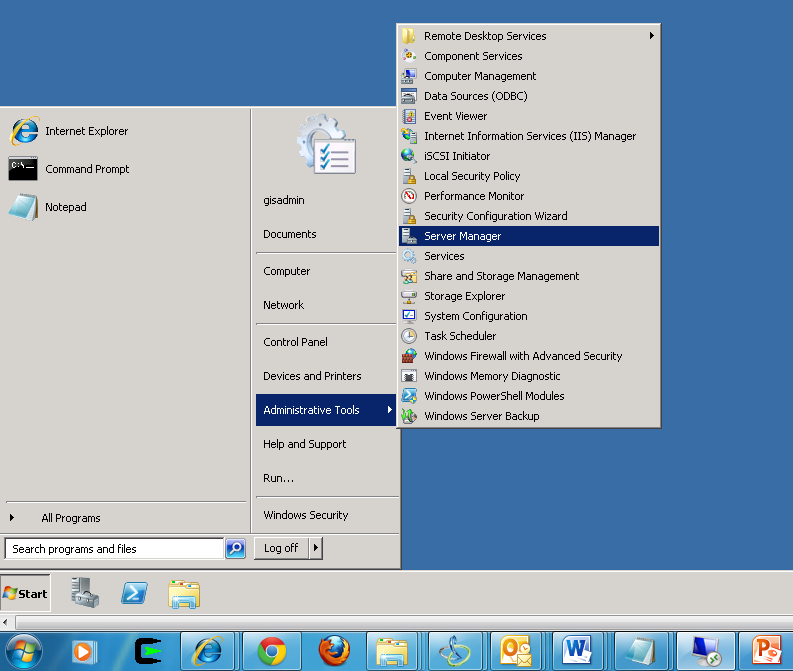 Remote Desktop Services
Component Services
Computer Management
Data Sources (ODBC)
Event Viewer
Internet Information Services (IIS) Manager
iSCSI Initiator
Local Security Policy
Performance Monitor
Security Configuration Wizard
Server Manager
Services
Share and Storage Management
Storage Explorer
System Configuration
Task Scheduler
Windows Firewall with Advanced Security
Windows Memory Diagnostic
Windows PowerShell Modules
Windows Server Backup
Internet Explorer
Command Prompt
Notepad
All Programs
Search programs and files
gisadmin
Documents
Computer
Network
Control Panel
Devices and Printers
Administrative Tools
Help and Support
Run...
Windows Security
Log off
Start